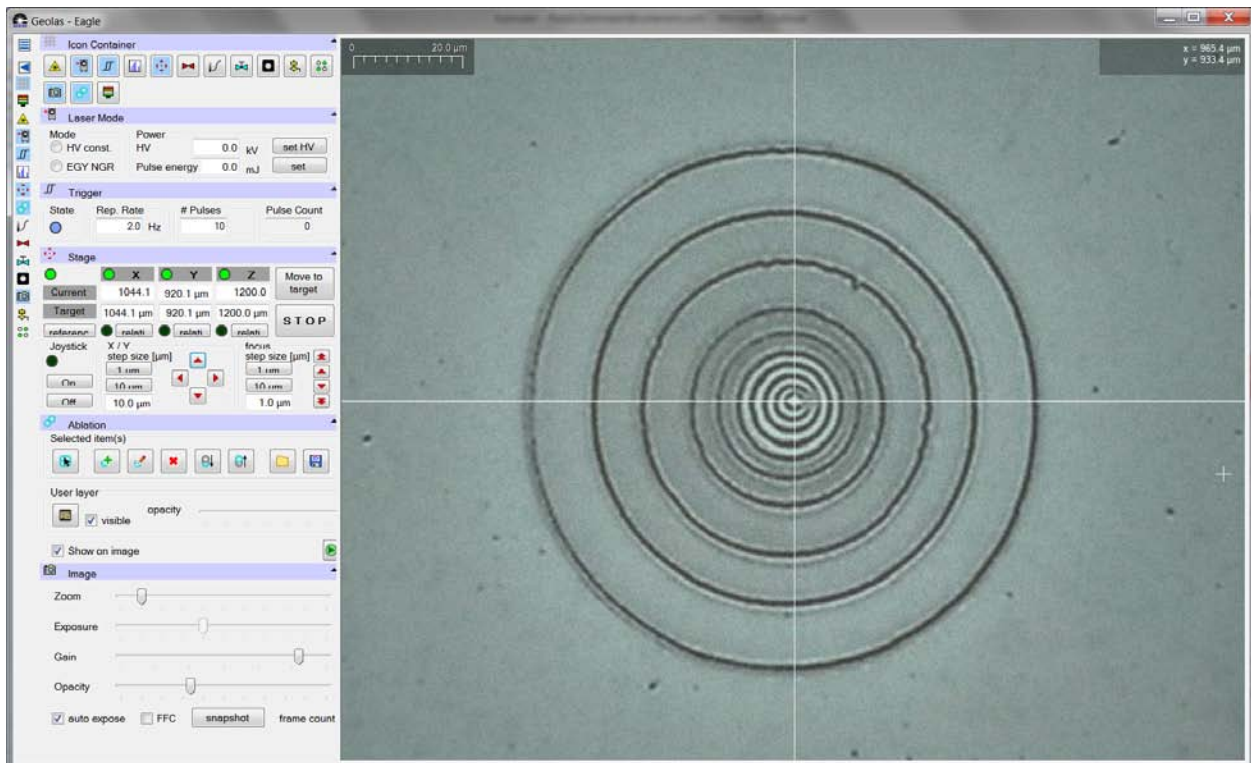 Geolas - Eagle
Icon Container
Laser Mode
Mode Power
HV const. HV 0.0 kV set HV
EGY NGR Pulse energy 0.0 mJ set
Trigger
State Rep. Rate # Pulses Pulse Count
2.0 Hz 10 0
Stage
X Y Z Move to target
Current 1044.1 920.1 µm 1200.0
Target 1044.1 µm 920.1 µm 1200.0 µm STOP
referenc relati relati relati
Joystick X / Y focus
step size [µm] step size [µm]
1 µm 1 µm
On 10 µm 10 µm
Off 10.0 µm 1.0 µm
Ablation
Selected item(s)
User layer
visible opacity
Show on image
Image
Zoom
Exposure
Gain
Opacity
auto expose FFC snapshot frame count
0 20.0 µm
x = 965.4 µm
y = 933.4 µm